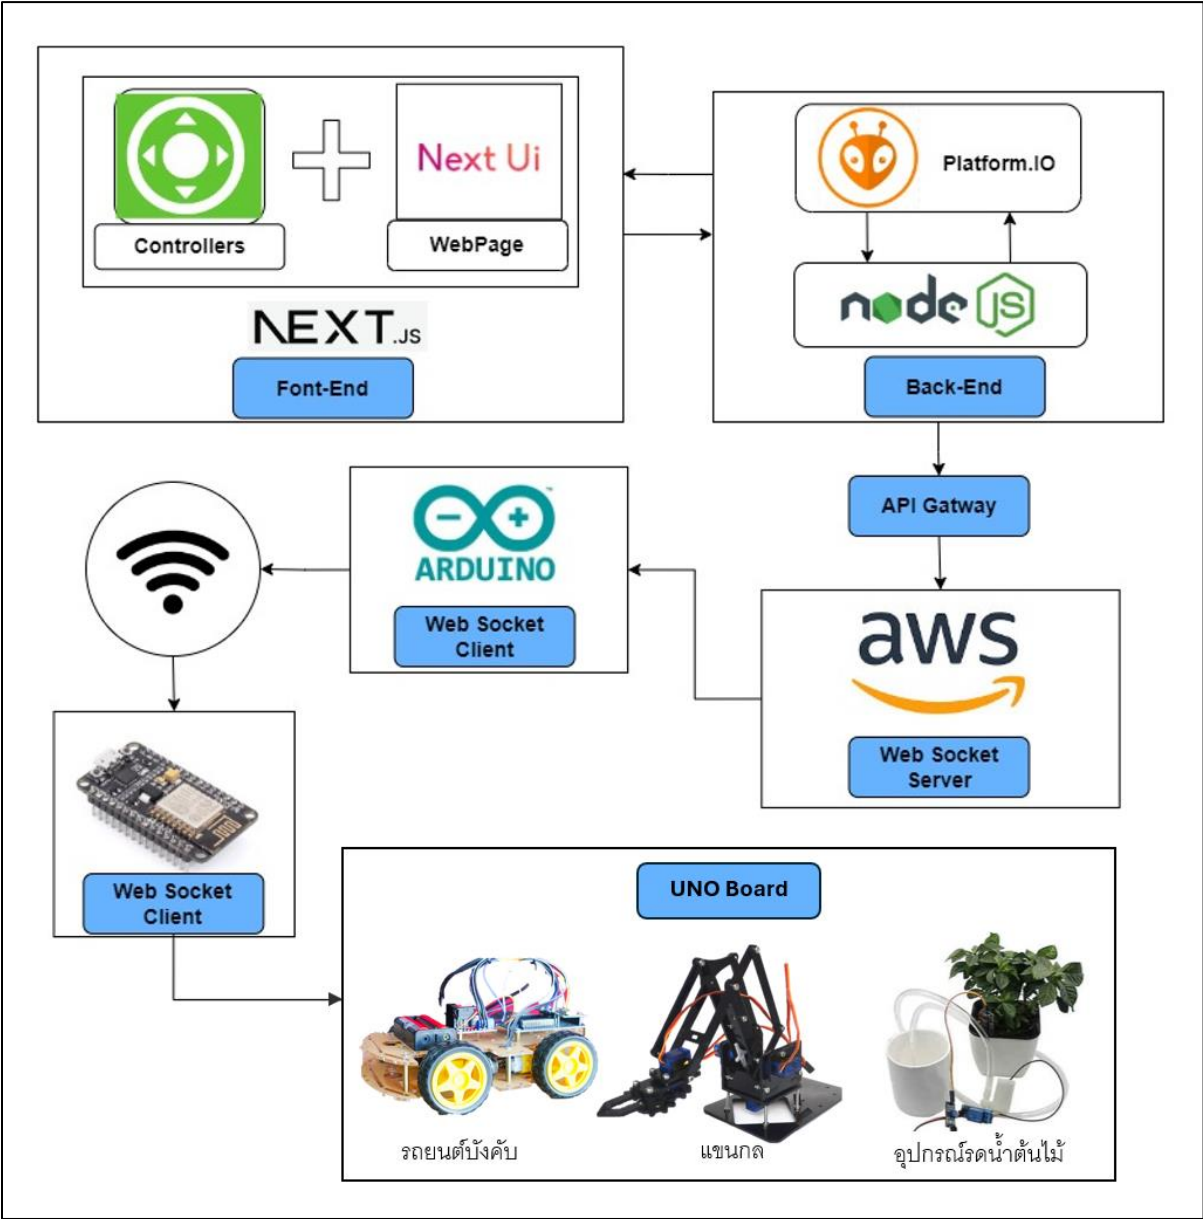 Next Ui
Controllers
WebPage
NEXT.JS
Font-End
Platform.IO
node JS
Back-End
API Gatway
ARDUINO
™
Web Socket
Client
aws
Web Socket
Server
Web Socket
Client
UNO Board
รถยนต์บังคับ
แขนกล
อุปกรณ์รดน้ำต้นไม้